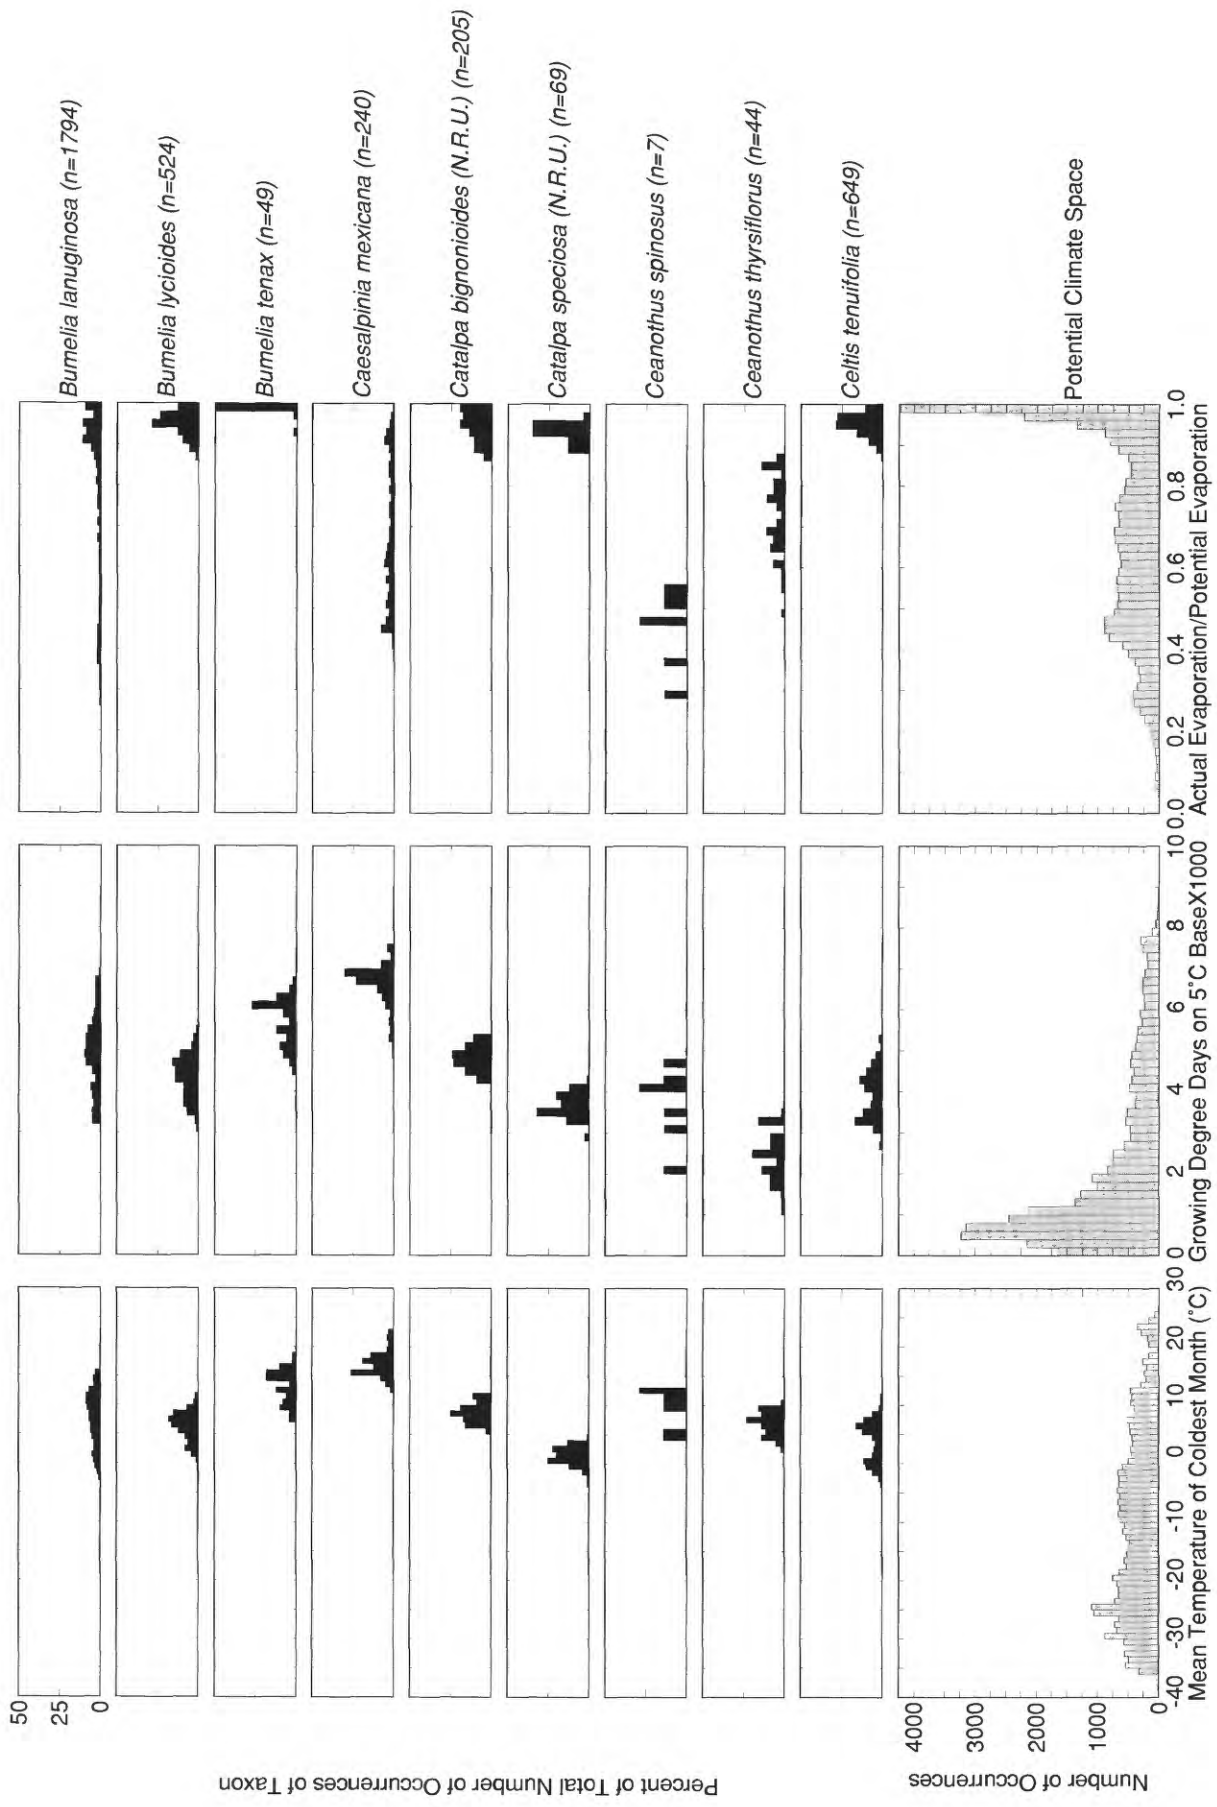 Percent of Total Number of Occurrences of Taxon
50
25
0
Bumelia lanuginosa (n=1794)
Bumelia lycioides (n=524)
Bumelia tenax (n=49)
Caesalpinia mexicana (n=240)
Catalpa bignonioides (N.R.U.) (n=205)
Catalpa speciosa (N.R.U.) (n=69)
Ceanothus spinosus (n=7)
Ceanothus thyrsiflorus (n=44)
Celtis tenuifolia (n=649)
Potential Climate Space
Number of Occurrences
4000
3000
2000
1000
0
-40 -30 -20 -10 0 10 20 30
Mean Temperature of Coldest Month (°C)
0 2 4 6 8 10
Growing Degree Days on 5°C BaseX1000
0.0 0.2 0.4 0.6 0.8 1.0
Actual Evaporation/Potential Evaporation